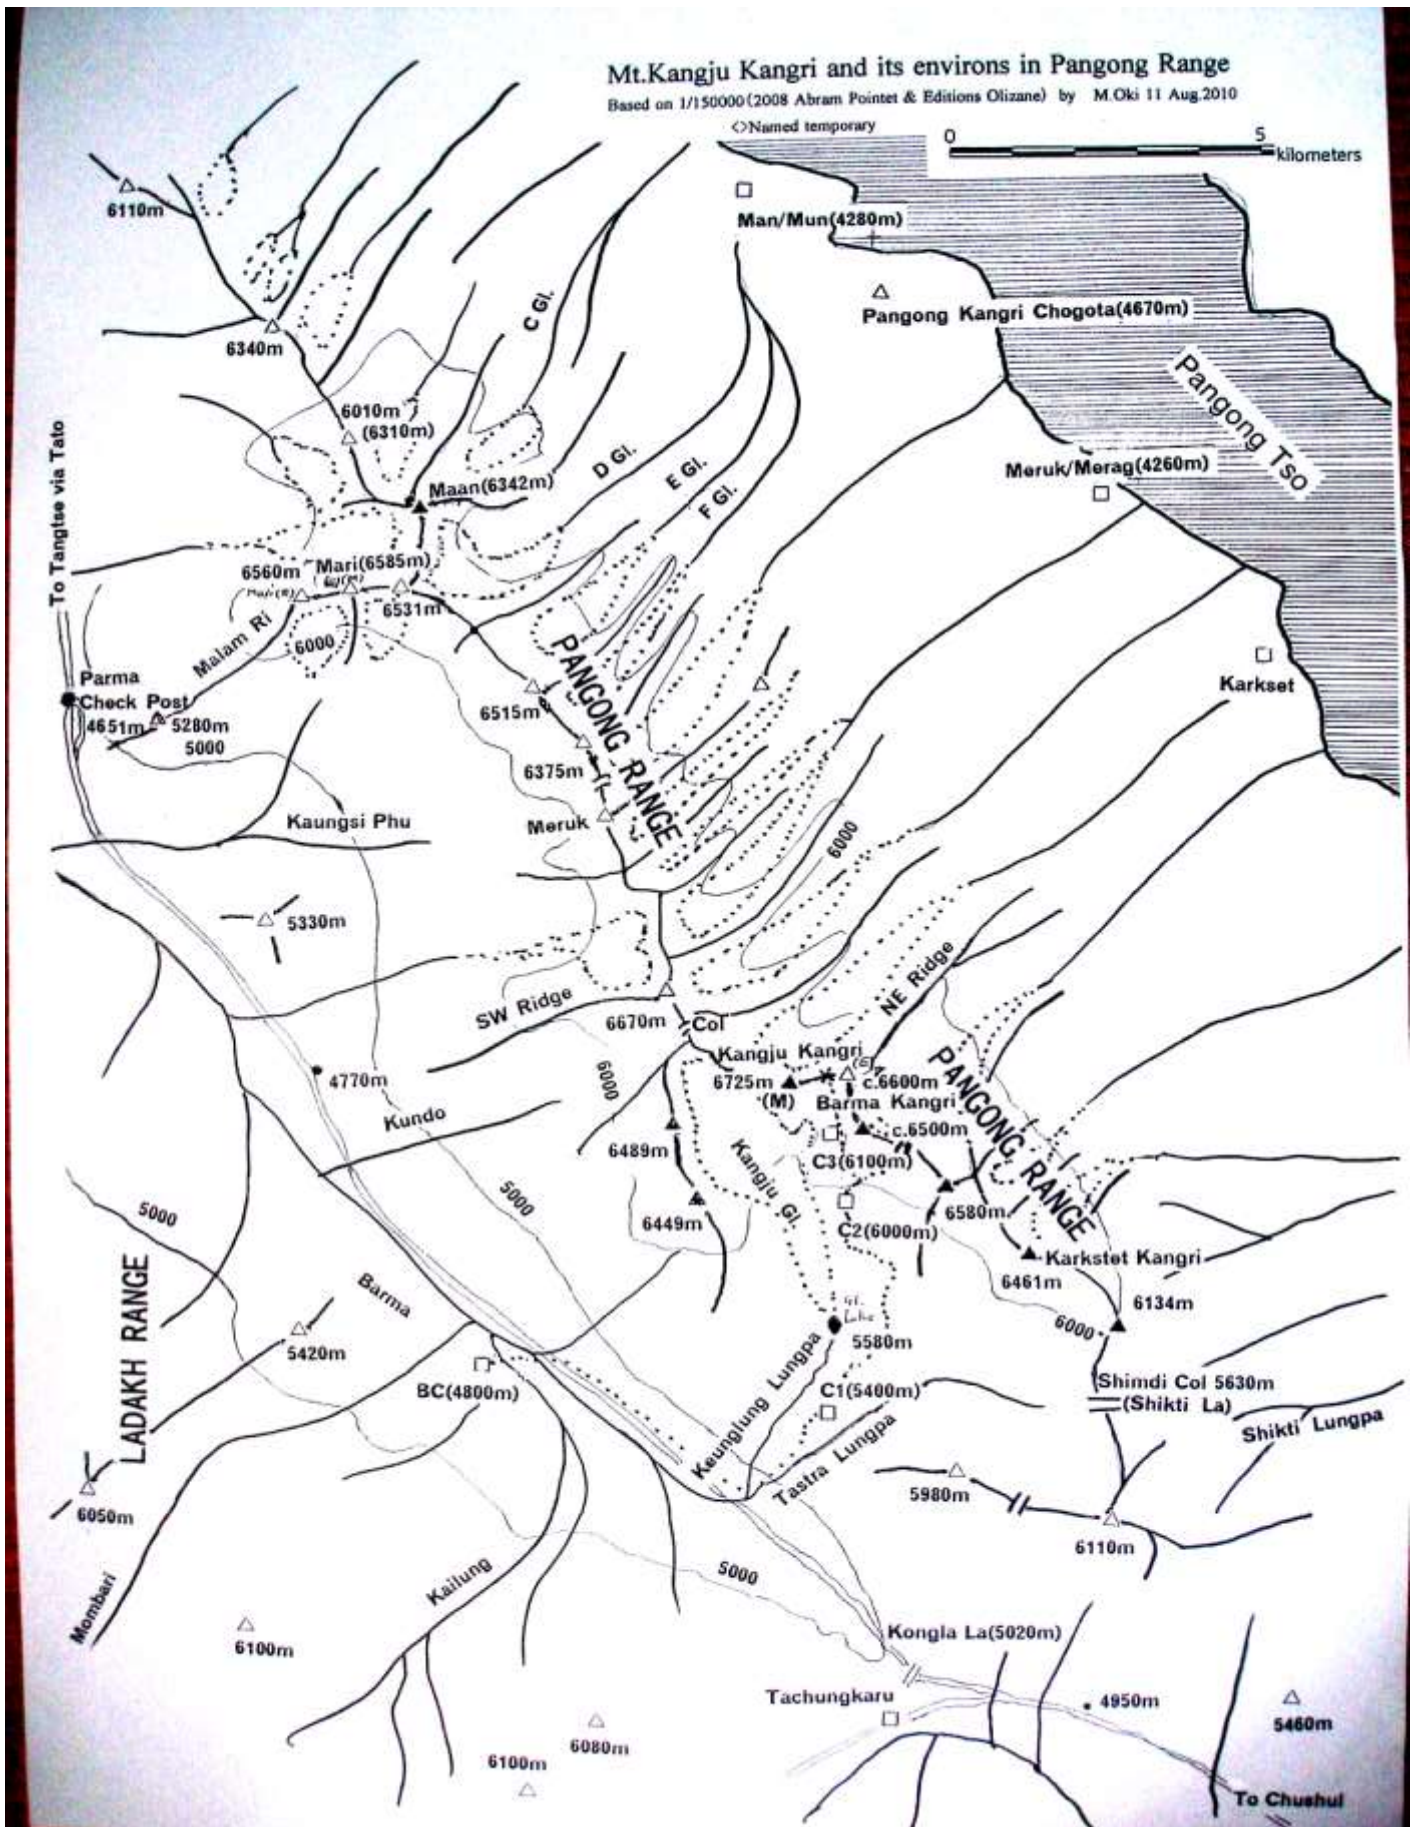 Mt.Kangju Kangri and its environs in Pangong Range
Based on 1/150000(2008 Abram Pointet & Editions Olizane) by M.Oki 11 Aug.2010
<>Named temporary
0 5
kilometers
6110m
Man/Mun(4280m)
Pangong Kangri Chogota(4670m)
C Gl.
6340m
Pangong Tso
6010m
(6310m)
D Gl.
E Gl.
F Gl.
Meruk/Merag(4260m)
Maan(6342m)
To Tangtse via Tato
6560m
Mari(6585m)
6531m
Malam Ri
6000
Parma
Check Post
4651m
5280m
5000
Karkset
6515m
PANGONG RANGE
6375m
Meruk
Kaungsi Phu
6000
5330m
SW Ridge
NE Ridge
6670m
Col
Kangju Kangri
6725m
(M)
c.6600m
Barma Kangri
c.6500m
PANGONG RANGE
4770m
6000
Kundo
6489m
Kangju Gl.
C3(6100m)
5000
5000
6449m
C2(6000m)
6580m
Karkstet Kangri
6461m
6134m
6000
LADAKH RANGE
Barma
Gl.
Lake
5580m
5420m
BC(4800m)
Keunglung Lungpa
C1(5400m)
Tastra Lungpa
Shimdi Col 5630m
(Shikti La)
Shikti Lungpa
6050m
5980m
6110m
Mombari
Kailung
5000
6100m
Kongla La(5020m)
Tachungkaru
4950m
5460m
6080m
6100m
To Chushul